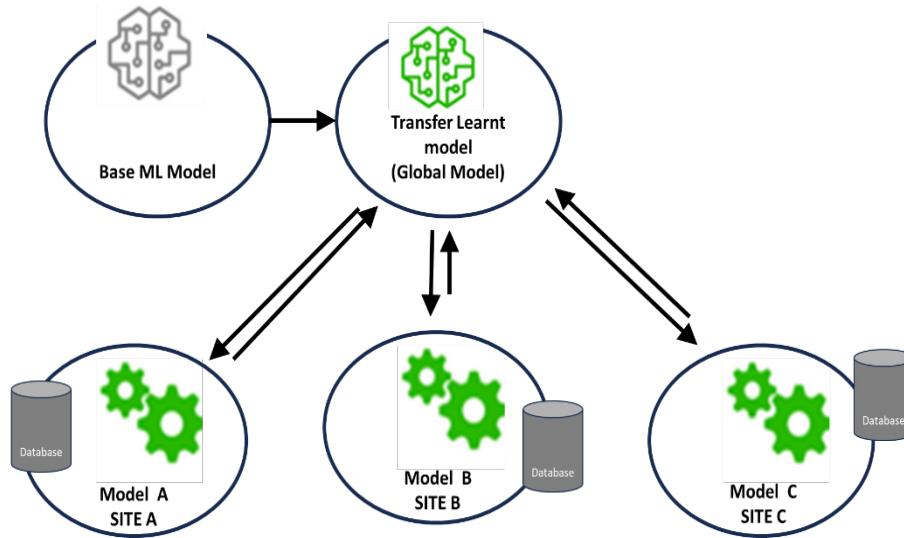 Base ML Model
Transfer Learnt
model
(Global Model)
Database
Model A
SITE A
Model B
SITE B
Database
Model C
SITE C
Database